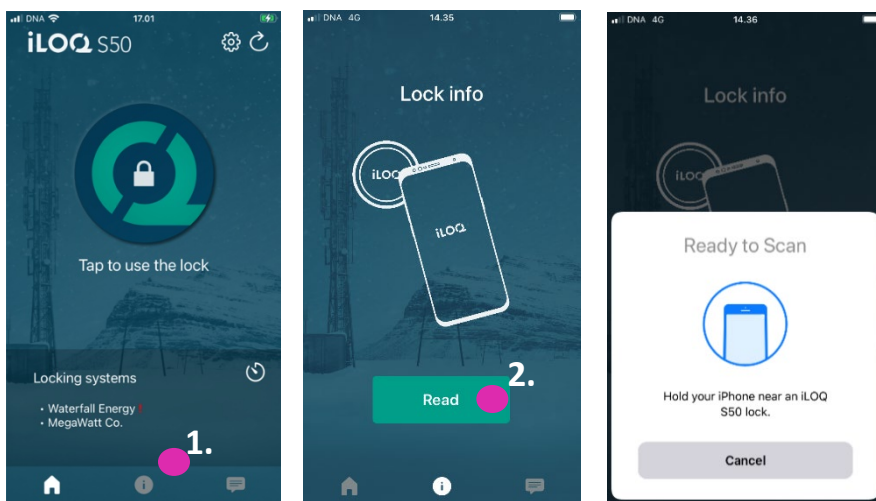 DNA 17.01
iLOQ S50
Tap to use the lock
Locking systems
• Waterfall Energy !
• MegaWatt Co.
1.
DNA 4G 14.35
Lock info
iLOQ
iLOQ
Read
2.
DNA 4G 14.36
Lock info
iLOQ
Ready to Scan
Hold your iPhone near an iLOQ
S50 lock.
Cancel